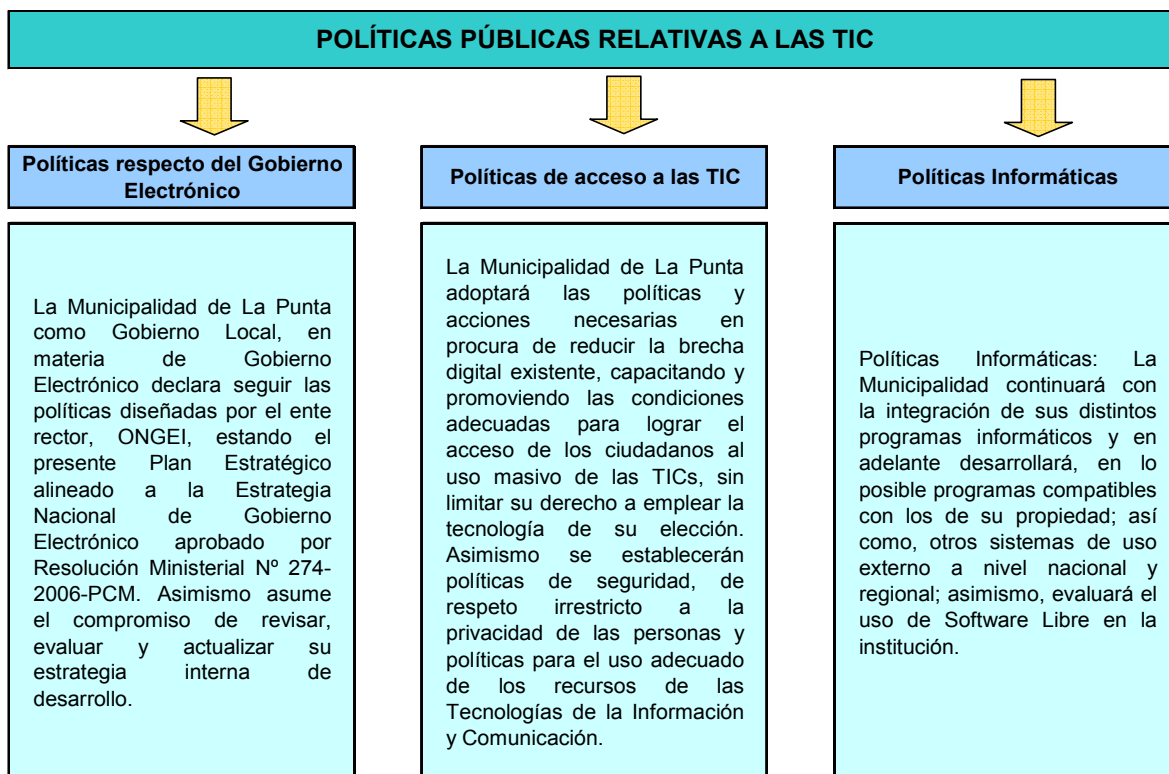 POLÍTICAS PÚBLICAS RELATIVAS A LAS TIC
Políticas respecto del Gobierno
Electrónico
La Municipalidad de La Punta
como Gobierno Local, en
materia de Gobierno
Electrónico declara seguir las
políticas diseñadas por el ente
rector, ONGEI, estando el
presente Plan Estratégico
alineado a la Estrategia
Nacional de Gobierno
Electrónico aprobado por
Resolución Ministerial Nº 274-
2006-PCM. Asimismo asume
el compromiso de revisar,
evaluar y actualizar su
estrategia interna de
desarrollo.
Políticas de acceso a las TIC
La Municipalidad de La Punta
adoptará las políticas y
acciones necesarias en
procura de reducir la brecha
digital existente, capacitando y
promoviendo las condiciones
adecuadas para lograr el
acceso de los ciudadanos al
uso masivo de las TICs, sin
limitar su derecho a emplear la
tecnología de su elección.
Asimismo se establecerán
políticas de seguridad, de
respeto irrestricto a la
privacidad de las personas y
políticas para el uso adecuado
de los recursos de las
Tecnologías de la Información
y Comunicación.
Políticas Informáticas
Políticas Informáticas: La
Municipalidad continuará con
la integración de sus distintos
programas informáticos y en
adelante desarrollará, en lo
posible programas compatibles
con los de su propiedad; así
como, otros sistemas de uso
externo a nivel nacional y
regional; asimismo, evaluará el
uso de Software Libre en la
institución.